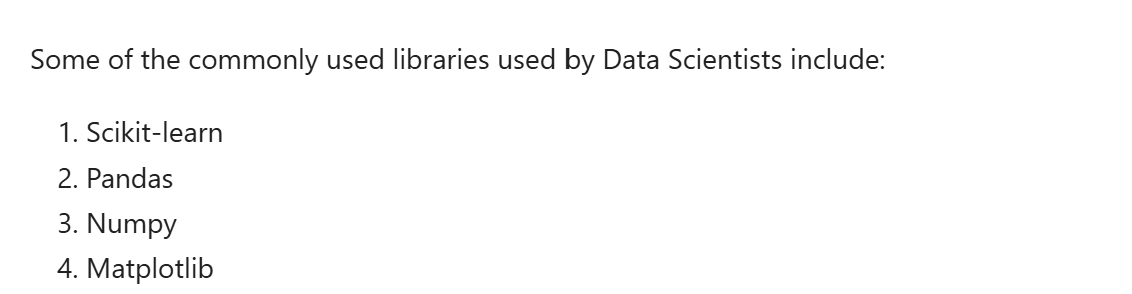 Some of the commonly used libraries used by Data Scientists include:
1. Scikit-learn
2. Pandas
3. Numpy
4. Matplotlib